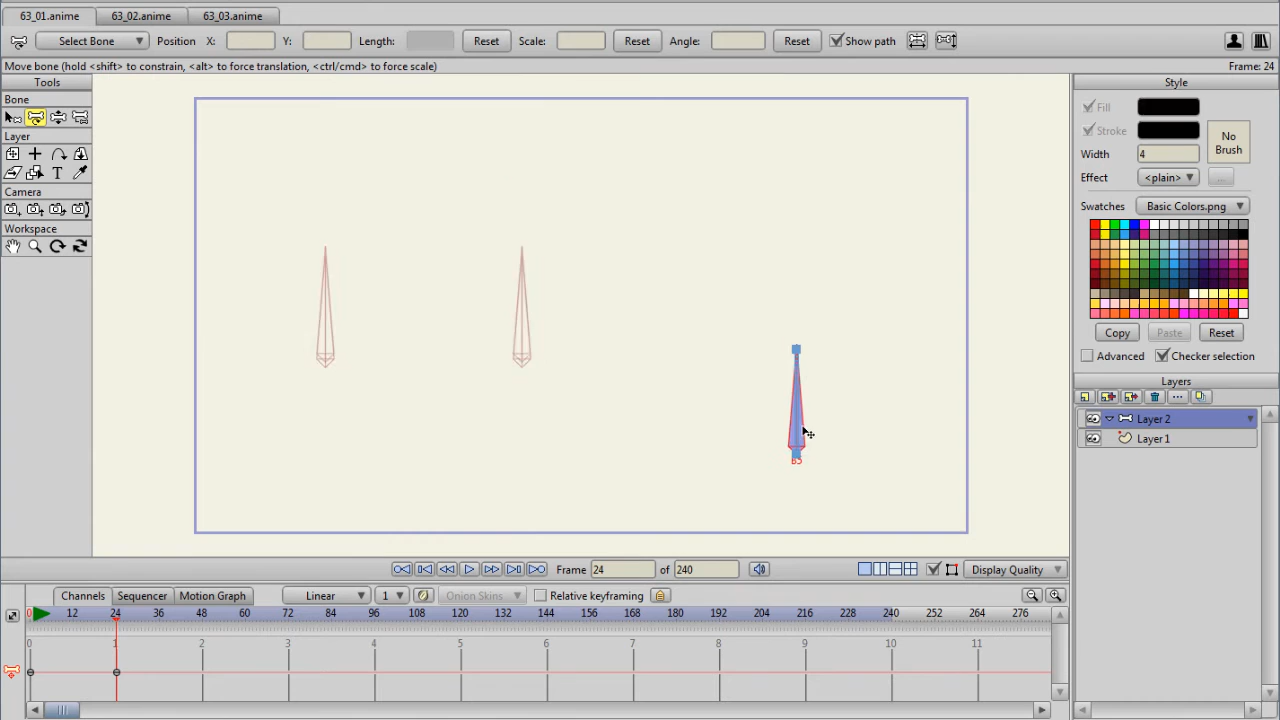 63_01.anime 63_02.anime 63_03.anime
Select Bone Position X: Y: Length: Reset Scale: Reset Angle: Reset Show path
Move bone (hold <shift> to constrain, <alt> to force translation, <ctrl/cmd> to force scale) Frame: 24
Tools Style
Bone
Fill
Stroke
No Brush
Layer
Width 4
T
Effect <plain> ...
Camera
Swatches Basic Colors.png
Workspace
Copy Paste Reset
Advanced Checker selection
Layers
Layer 2
Layer 1
B3
Frame 24 of 240 Display Quality
Channels Sequencer Motion Graph Linear 1 Onion Skins Relative keyframing
0 12 24 36 48 60 72 84 96 108 120 132 144 156 168 180 192 204 216 228 240 252 264 276
0 1 2 3 4 5 6 7 8 9 10 11